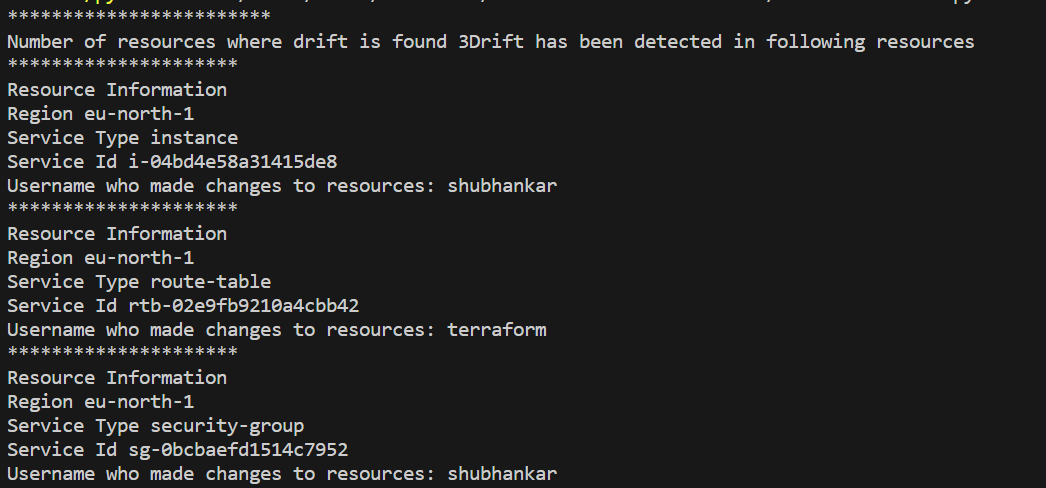 ************************
Number of resources where drift is found 3Drift has been detected in following resources
*********************
Resource Information
Region eu-north-1
Service Type instance
Service Id i-04bd4e58a31415de8
Username who made changes to resources: shubhankar
*********************
Resource Information
Region eu-north-1
Service Type route-table
Service Id rtb-02e9fb9210a4cbb42
Username who made changes to resources: terraform
*********************
Resource Information
Region eu-north-1
Service Type security-group
Service Id sg-0bcbaefd1514c7952
Username who made changes to resources: shubhankar